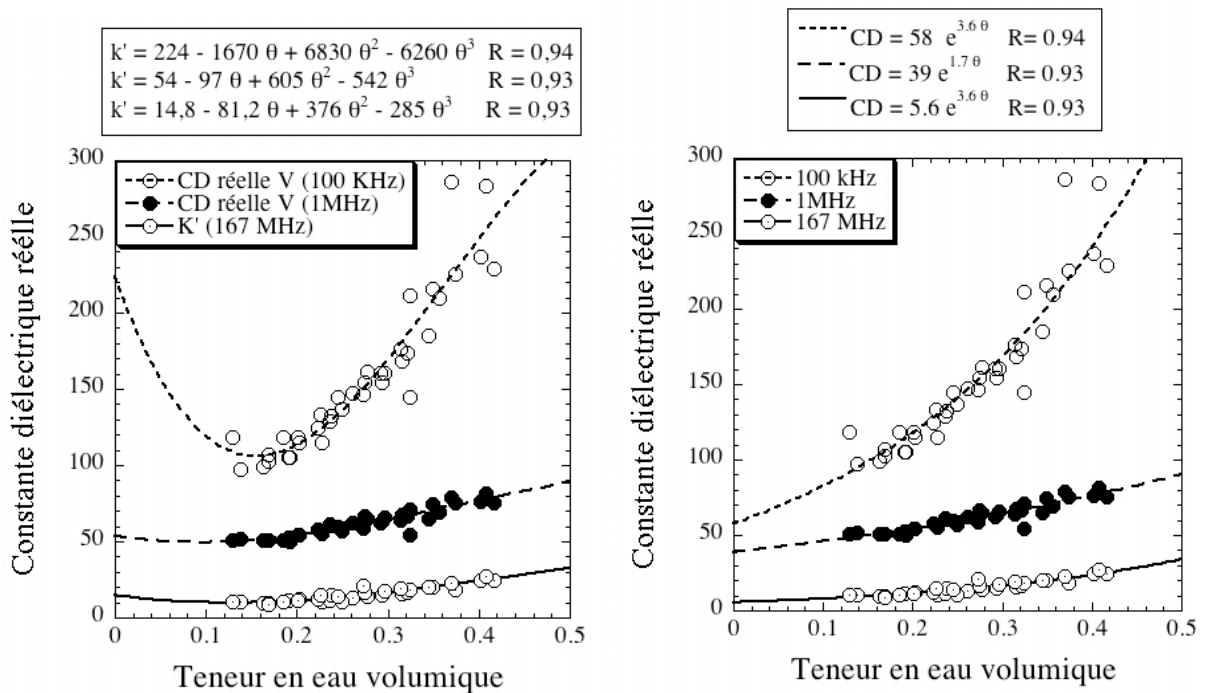 k' = 224 - 1670 θ + 6830 θ² - 6260 θ³ R = 0,94
k' = 54 - 97 θ + 605 θ² - 542 θ³ R = 0,93
k' = 14,8 - 81,2 θ + 376 θ² - 285 θ³ R = 0,93
300
250
200
150
100
50
0
CD réelle V (100 KHz)
CD réelle V (1MHz)
K' (167 MHz)
Constante diélectrique réélle
0 0.1 0.2 0.3 0.4 0.5
Teneur en eau volumique
CD = 58 e^3.6 θ R= 0.94
CD = 39 e^1.7 θ R= 0.93
CD = 5.6 e^3.6 θ R= 0.93
300
250
200
150
100
50
0
100 kHz
1MHz
167 MHz
Constante diélectrique réélle
0 0.1 0.2 0.3 0.4 0.5
Teneur en eau volumique